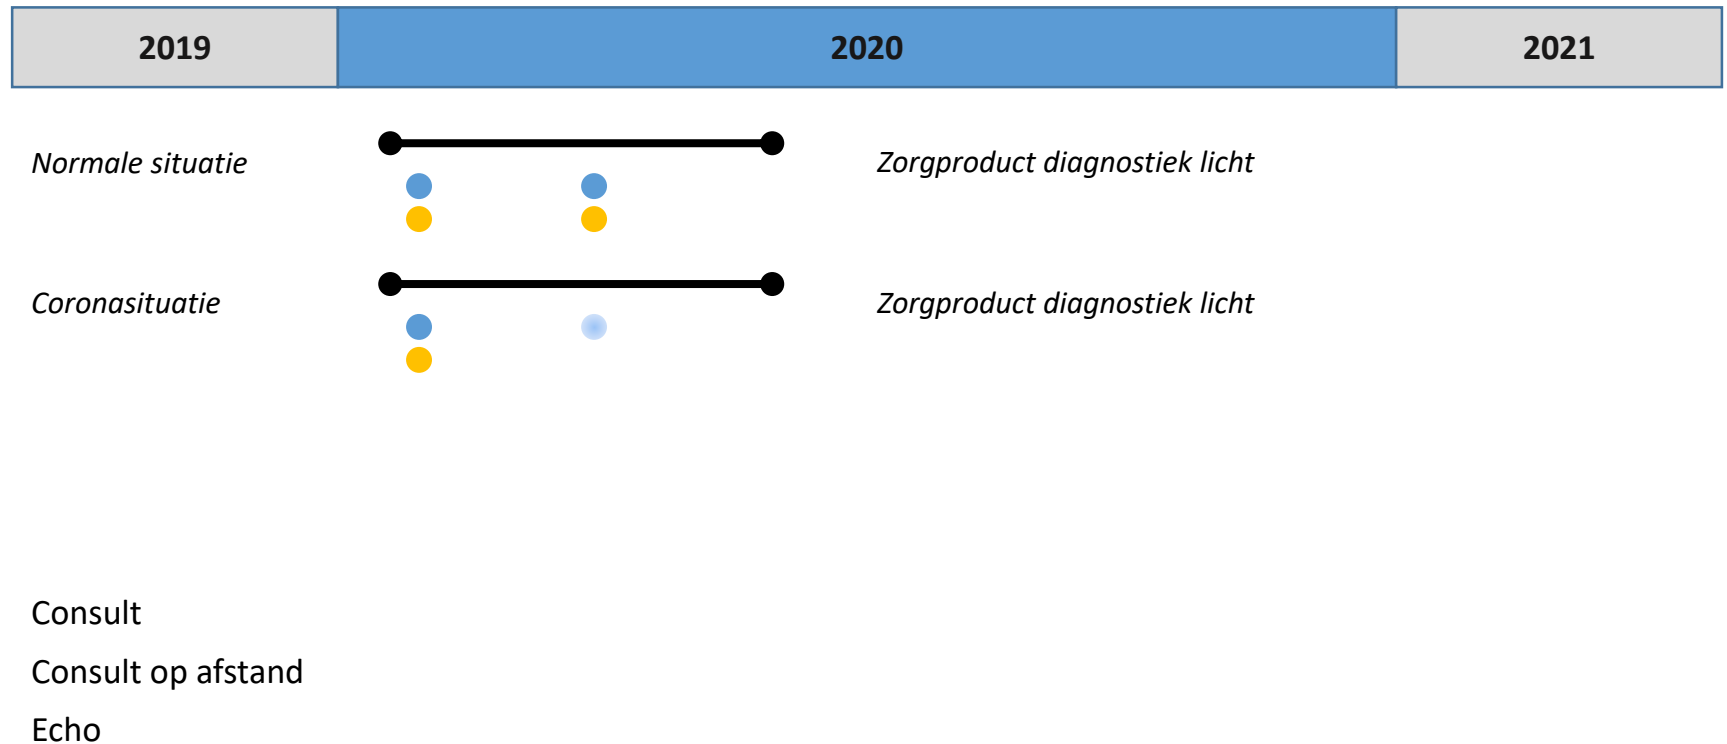 2019 2020 2021
Normale situatie Zorgproduct diagnostiek licht
Coronasituatie Zorgproduct diagnostiek licht
Consult
Consult op afstand
Echo